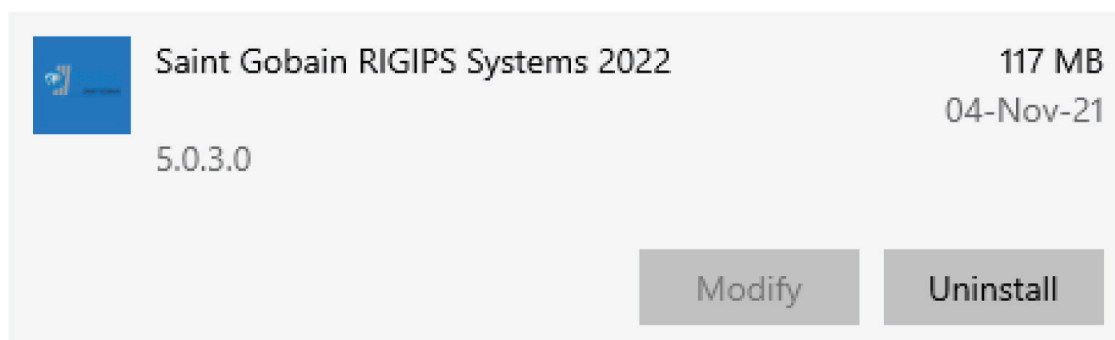 Saint Gobain RIGIPS Systems 2022
117 MB
04-Nov-21
5.0.3.0
Modify
Uninstall